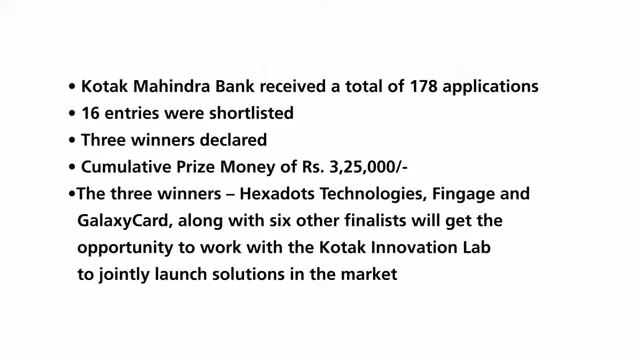 • Kotak Mahindra Bank received a total of 178 applications
• 16 entries were shortlisted
• Three winners declared
• Cumulative Prize Money of Rs. 3,25,000/-
•The three winners – Hexadots Technologies, Fingage and
GalaxyCard, along with six other finalists will get the
opportunity to work with the Kotak Innovation Lab
to jointly launch solutions in the market